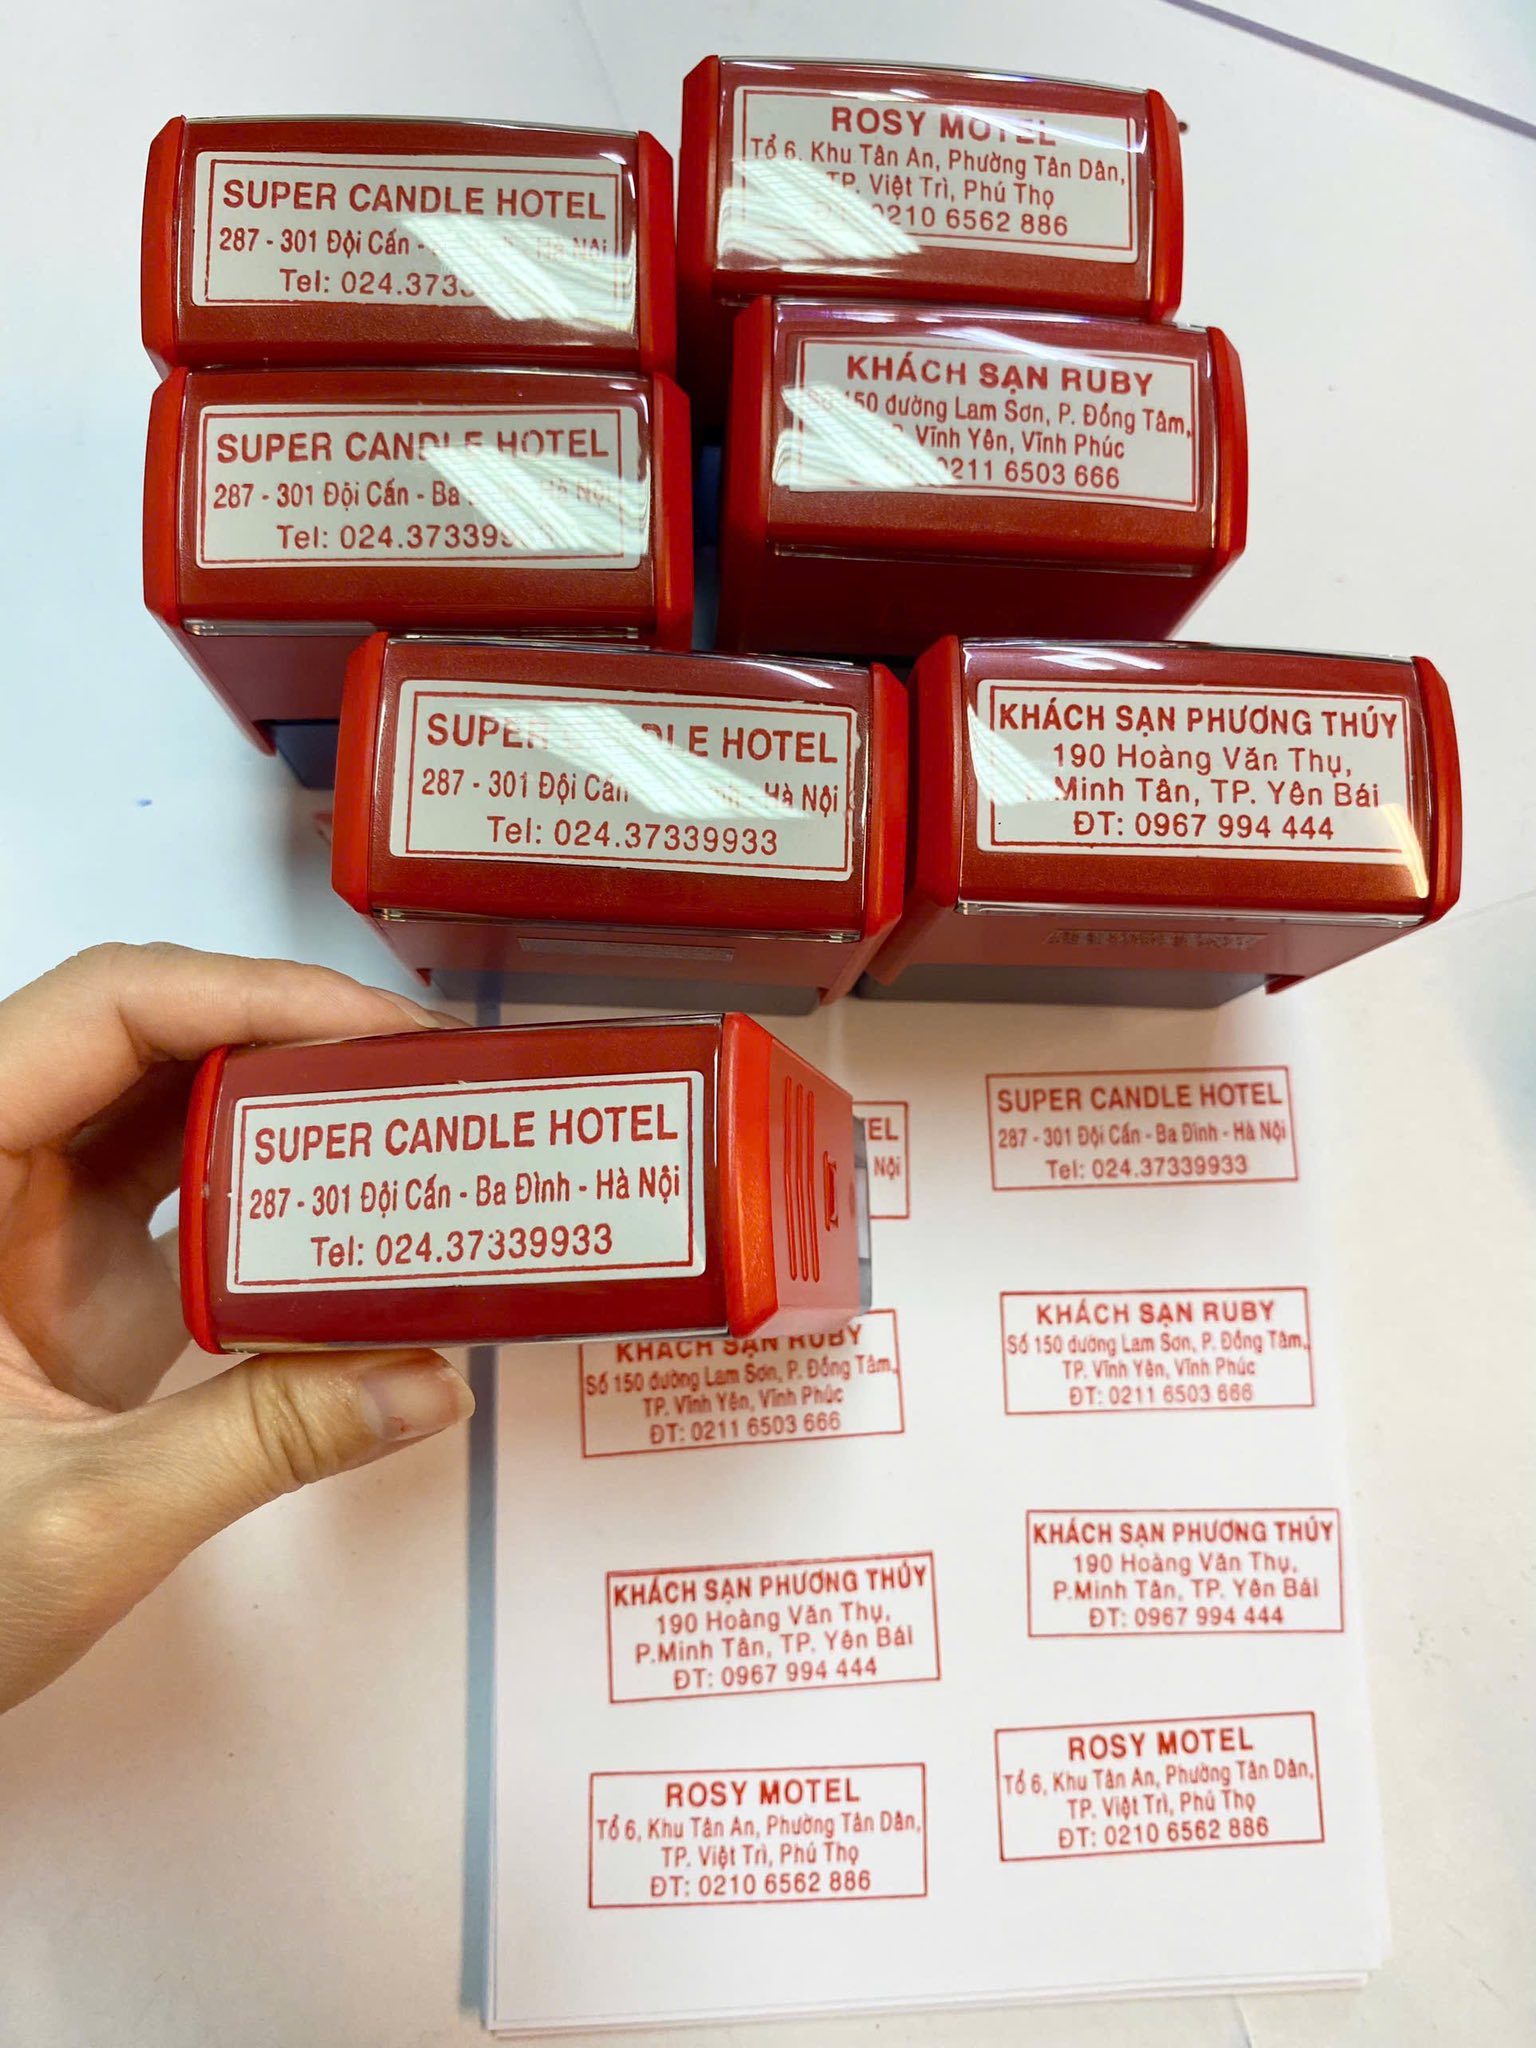 SUPER CANDLE HOTEL
287 - 301 Đội Cấn - Hà Nội
Tel: 024.373
ROSY MOTEL
Tổ 6, Khu Tân An, Phường Tân Dân,
TP. Việt Trì, Phú Thọ
0210 6562 886
SUPER CANDLE HOTEL
287 - 301 Đội Cấn - Ba Hà Nội
Tel: 024.37339
KHÁCH SẠN RUBY
Số 150 đường Lam Sơn, P. Đồng Tâm,
Vĩnh Yên, Vĩnh Phúc
0211 6503 666
SUPER CANDLE HOTEL
287 - 301 Đội Cấn - Hà Nội
Tel: 024.37339933
KHÁCH SẠN PHƯƠNG THÚY
190 Hoàng Văn Thụ,
Minh Tân, TP. Yên Bái
ĐT: 0967 994 444
SUPER CANDLE HOTEL
287 - 301 Đội Cấn - Ba Đình - Hà Nội
Tel: 024.37339933
EL
Nội
SUPER CANDLE HOTEL
287 - 301 Đội Cấn - Ba Đình - Hà Nội
Tel: 024.37339933
KHÁCH SẠN RUBY
Số 150 đường Lam Sơn, P. Đồng Tâm,
TP. Vĩnh Yên, Vĩnh Phúc
ĐT: 0211 6503 666
KHÁCH SẠN RUBY
Số 150 đường Lam Sơn, P. Đồng Tâm,
TP. Vĩnh Yên, Vĩnh Phúc
ĐT: 0211 6503 666
KHÁCH SẠN PHƯƠNG THÚY
190 Hoàng Văn Thụ,
P.Minh Tân, TP. Yên Bái
ĐT: 0967 994 444
KHÁCH SẠN PHƯƠNG THÚY
190 Hoàng Văn Thụ,
P.Minh Tân, TP. Yên Bái
ĐT: 0967 994 444
ROSY MOTEL
Tổ 6, Khu Tân An, Phường Tân Dân,
TP. Việt Trì, Phú Thọ
ĐT: 0210 6562 886
ROSY MOTEL
Tổ 6, Khu Tân An, Phường Tân Dân,
TP. Việt Trì, Phú Thọ
ĐT: 0210 6562 886